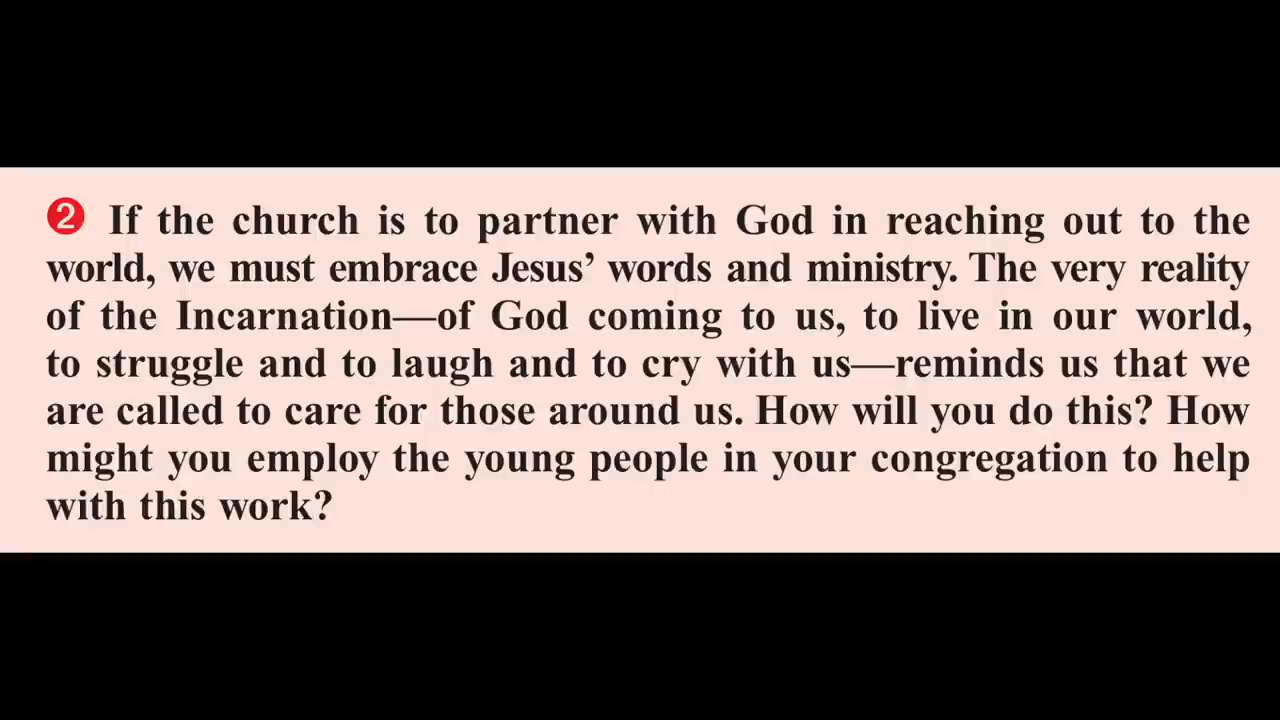 2 If the church is to partner with God in reaching out to the
world, we must embrace Jesus’ words and ministry. The very reality
of the Incarnation—of God coming to us, to live in our world,
to struggle and to laugh and to cry with us—reminds us that we
are called to care for those around us. How will you do this? How
might you employ the young people in your congregation to help
with this work?